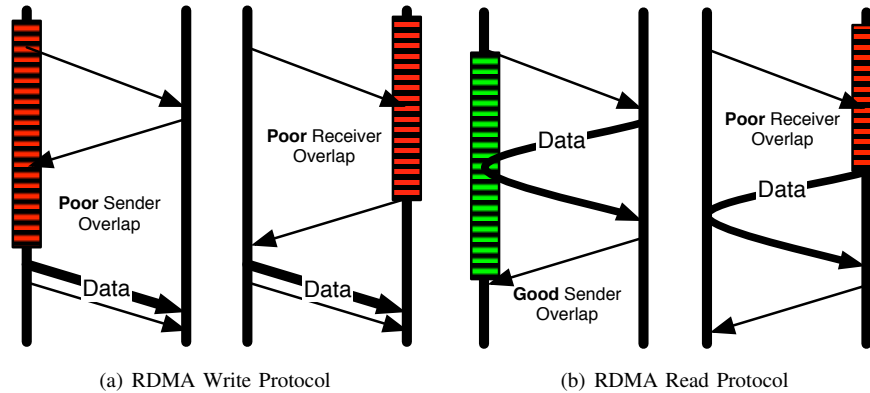 Poor Sender
Overlap
Data
Poor Receiver
Overlap
Data
(a) RDMA Write Protocol
Data
Good Sender
Overlap
Poor Receiver
Overlap
Data
(b) RDMA Read Protocol